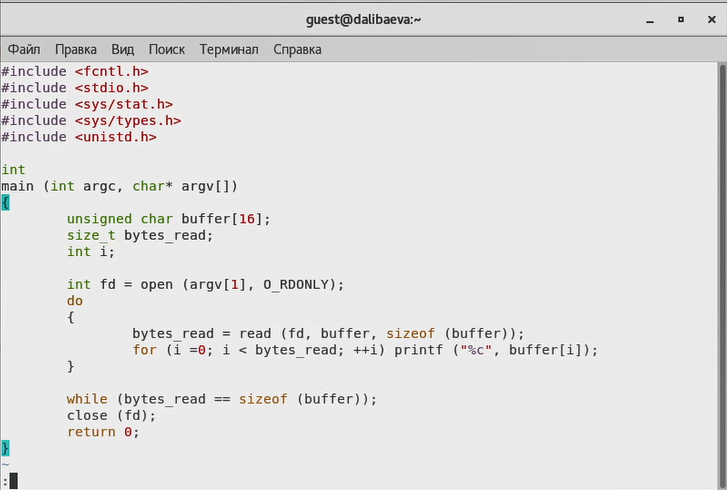 guest@dalibaeva:~
Файл Правка Вид Поиск Терминал Справка
#include <fcntl.h>
#include <stdio.h>
#include <sys/stat.h>
#include <sys/types.h>
#include <unistd.h>
int
main (int argc, char* argv[])
{
unsigned char buffer[16];
size_t bytes_read;
int i;
int fd = open (argv[1], O_RDONLY);
do
{
bytes_read = read (fd, buffer, sizeof (buffer));
for (i =0; i < bytes_read; ++i) printf ("%c", buffer[i]);
}
while (bytes_read == sizeof (buffer));
close (fd);
return 0;
}
~
: